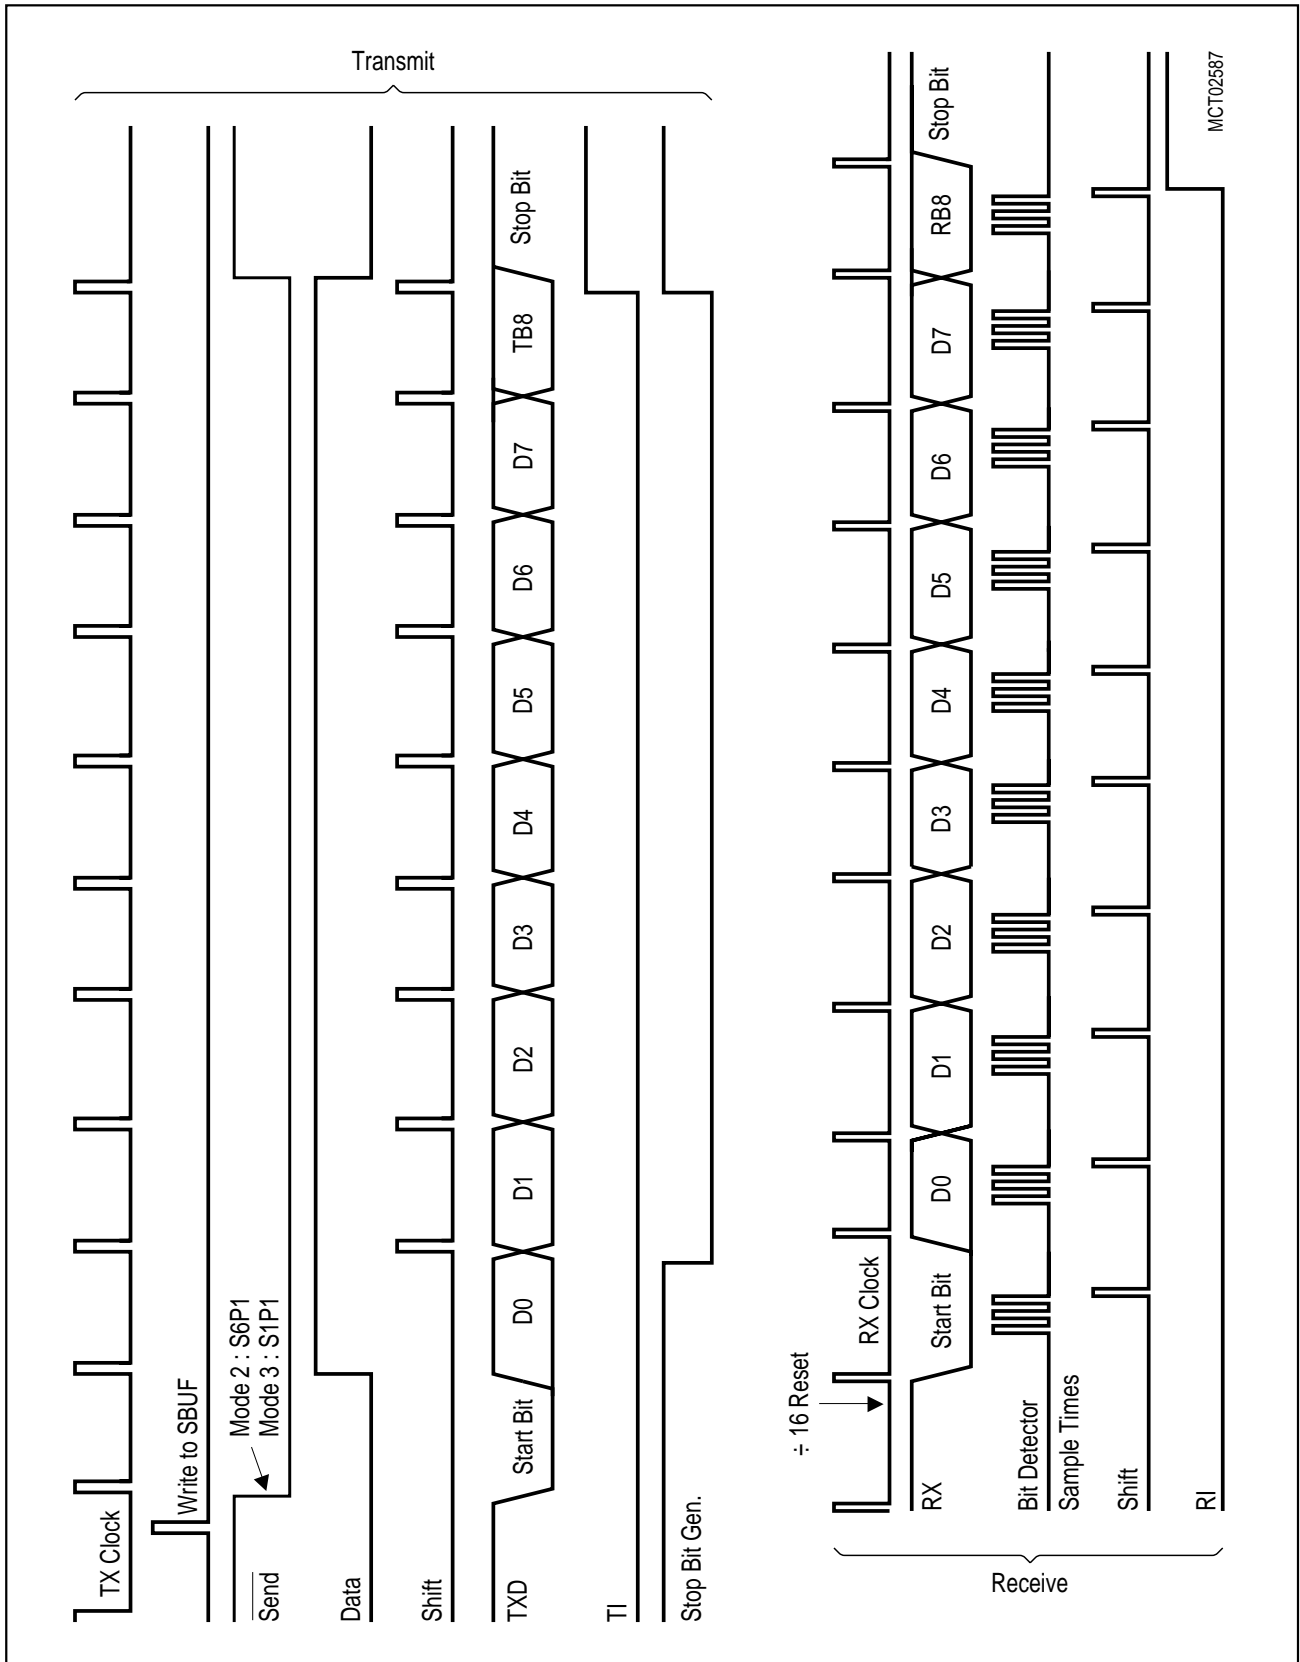 Transmit
TX Clock
Write to SBUF
Mode 2 : S6P1
Mode 3 : S1P1
Send
Data
Shift
TXD
Start Bit
D0
D1
D2
D3
D4
D5
D6
D7
TB8
Stop Bit
TI
Stop Bit Gen.
÷ 16 Reset
RX Clock
RX
Start Bit
D0
D1
D2
D3
D4
D5
D6
D7
RB8
Stop Bit
Bit Detector
Sample Times
Shift
RI
Receive
MCT02587